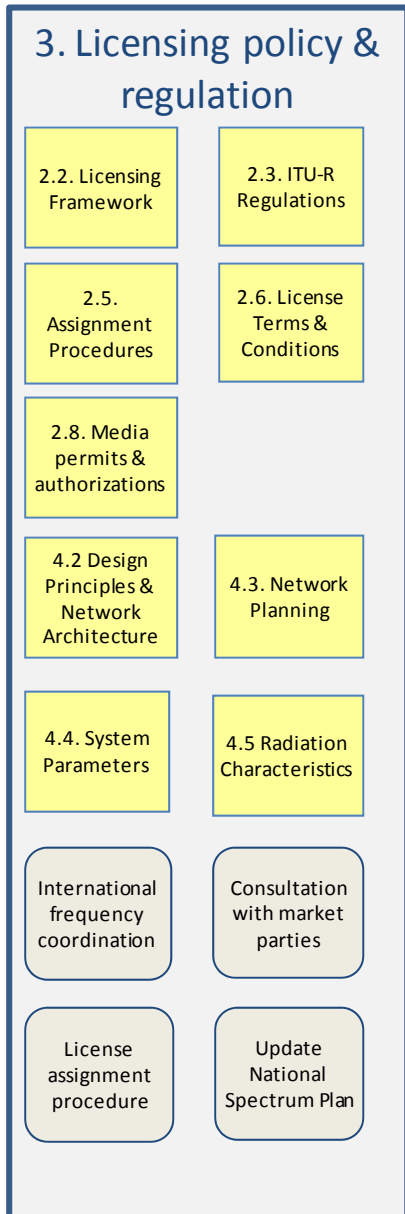 3. Licensing policy &
regulation
2.2. Licensing
Framework
2.3. ITU-R
Regulations
2.5.
Assignment
Procedures
2.6. License
Terms &
Conditions
2.8. Media
permits &
authorizations
4.2 Design
Principles &
Network
Architecture
4.3. Network
Planning
4.4. System
Parameters
4.5 Radiation
Characteristics
International
frequency
coordination
Consultation
with market
parties
License
assignment
procedure
Update
National
Spectrum Plan